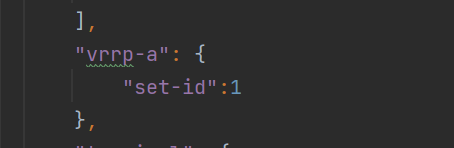 ],
"vrrp-a": {
"set-id":1
},